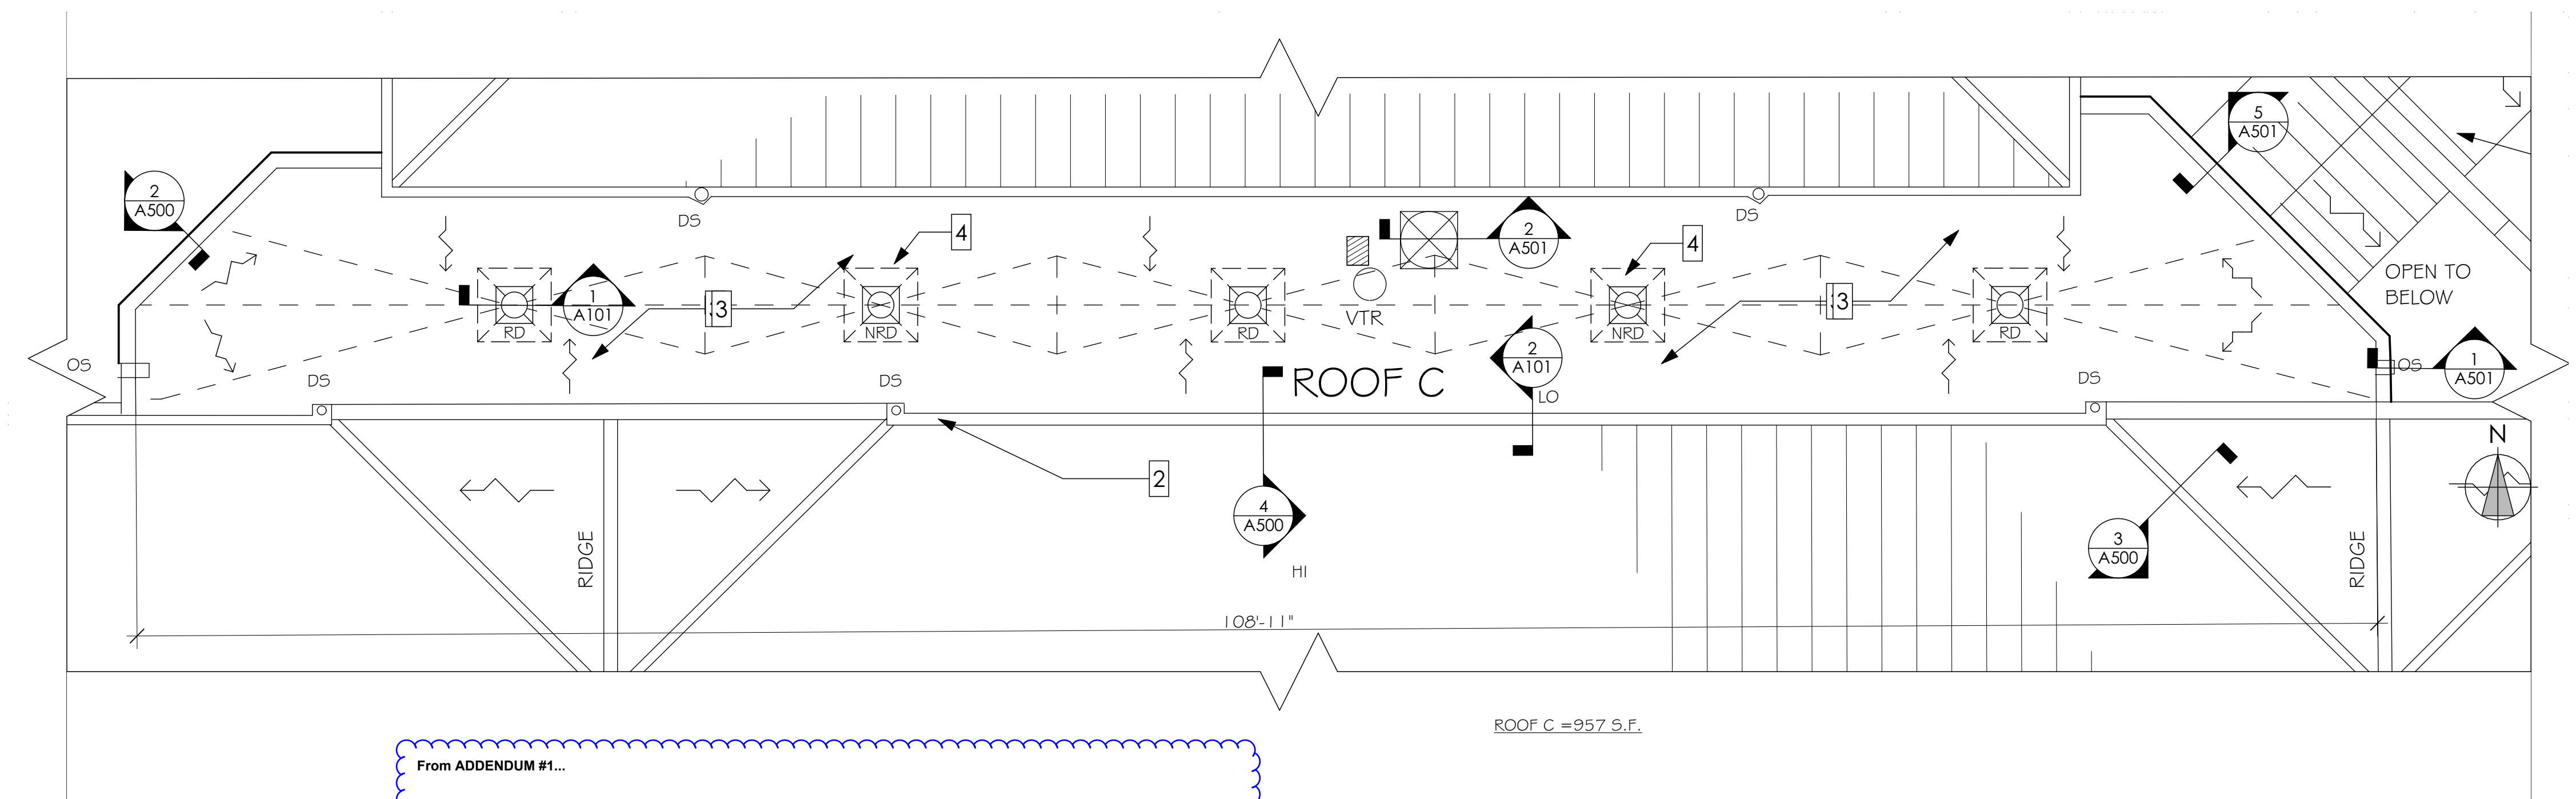 5
A501
2
A500
DS
DS
4
4
2
A501
OPEN TO
BELOW
RD
1
A101
3
NRD
RD
VTR
NRD
3
RD
OS
DS
DS
ROOF C
2
A101
LO
DS
OS
1
A501
N
2
4
A500
3
A500
RIDGE
RIDGE
HI
108'-11"
ROOF C =957 S.F.
From ADDENDUM #1...